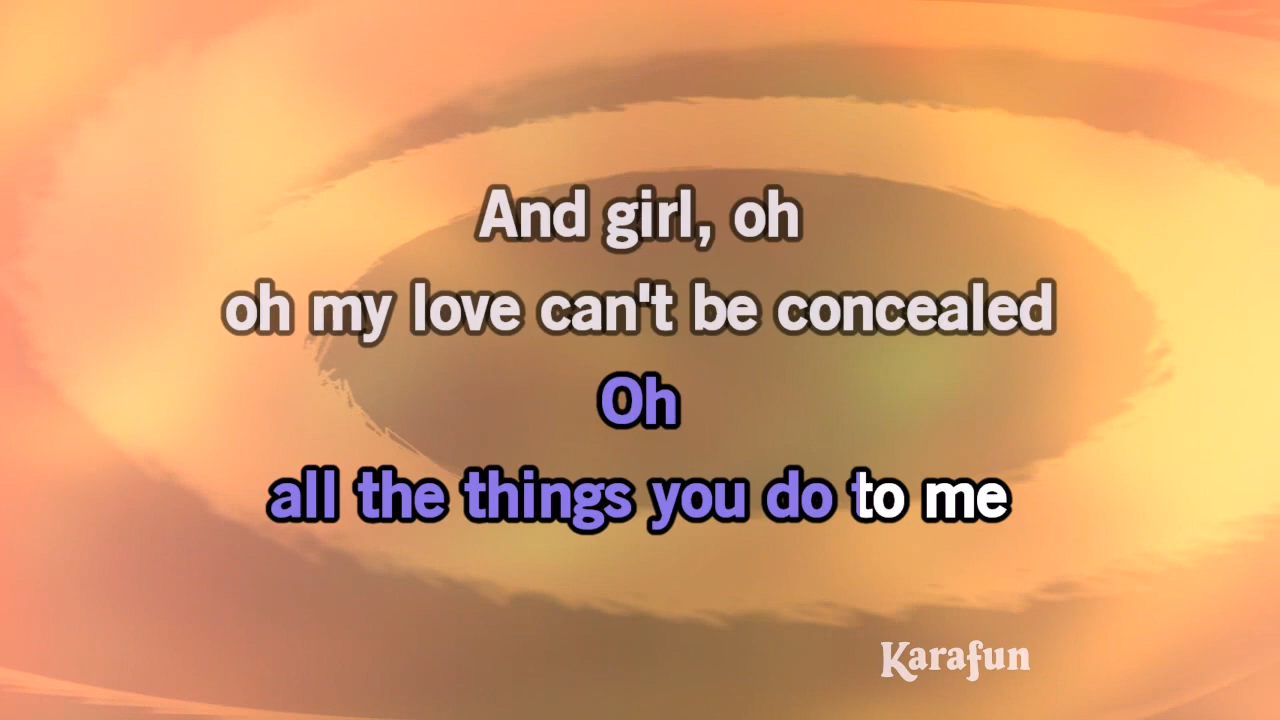 And girl, oh
oh my love can't be concealed
Oh
all the things you do to me
Karafun